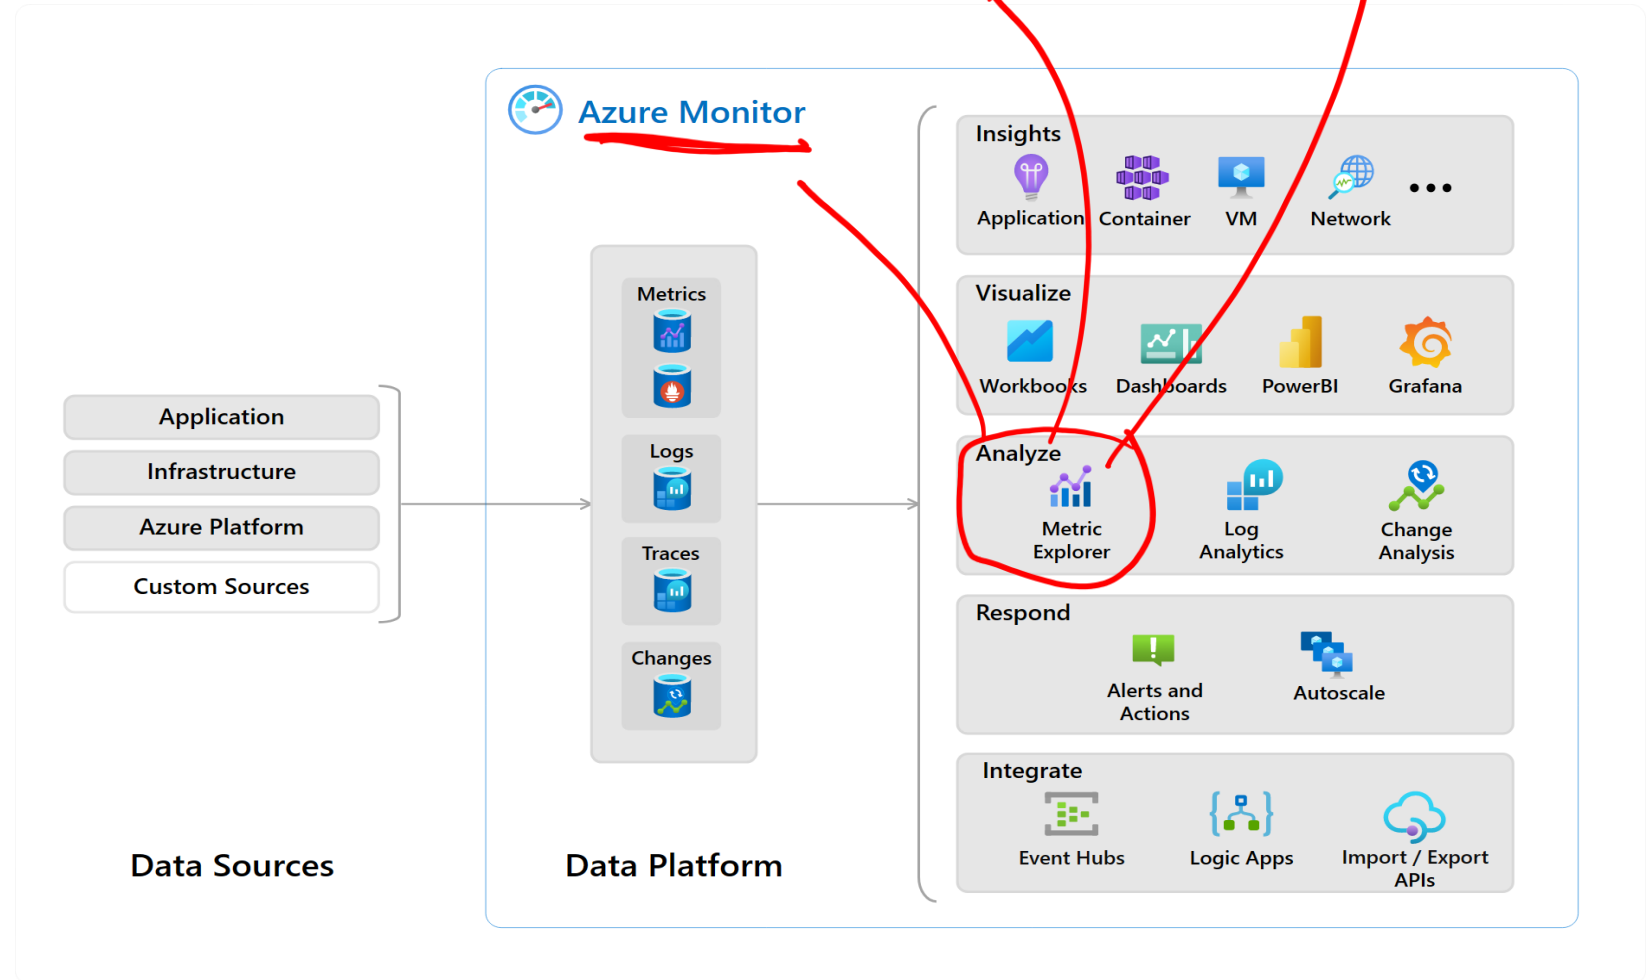 Azure Monitor
Insights
Application
Container
VM
Network
...
Visualize
Workbooks
Dashboards
PowerBI
Grafana
Analyze
Metric
Explorer
Log
Analytics
Change
Analysis
Respond
Alerts and
Actions
Autoscale
Integrate
Event Hubs
Logic Apps
Import / Export
APIs
Metrics
Logs
Traces
Changes
Application
Infrastructure
Azure Platform
Custom Sources
Data Sources
Data Platform